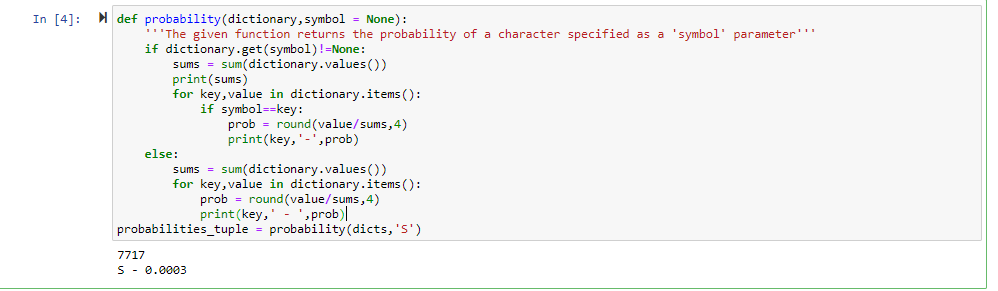 In [4]:
def probability(dictionary,symbol = None):
    '''The given function returns the probability of a character specified as a 'symbol' parameter'''
    if dictionary.get(symbol)!=None:
        sums = sum(dictionary.values())
        print(sums)
        for key,value in dictionary.items():
            if symbol==key:
                prob = round(value/sums,4)
                print(key,'-',prob)
    else:
        sums = sum(dictionary.values())
        for key,value in dictionary.items():
            prob = round(value/sums,4)
            print(key,' - ',prob)
probabilities_tuple = probability(dicts,'S')
7717
S - 0.0003